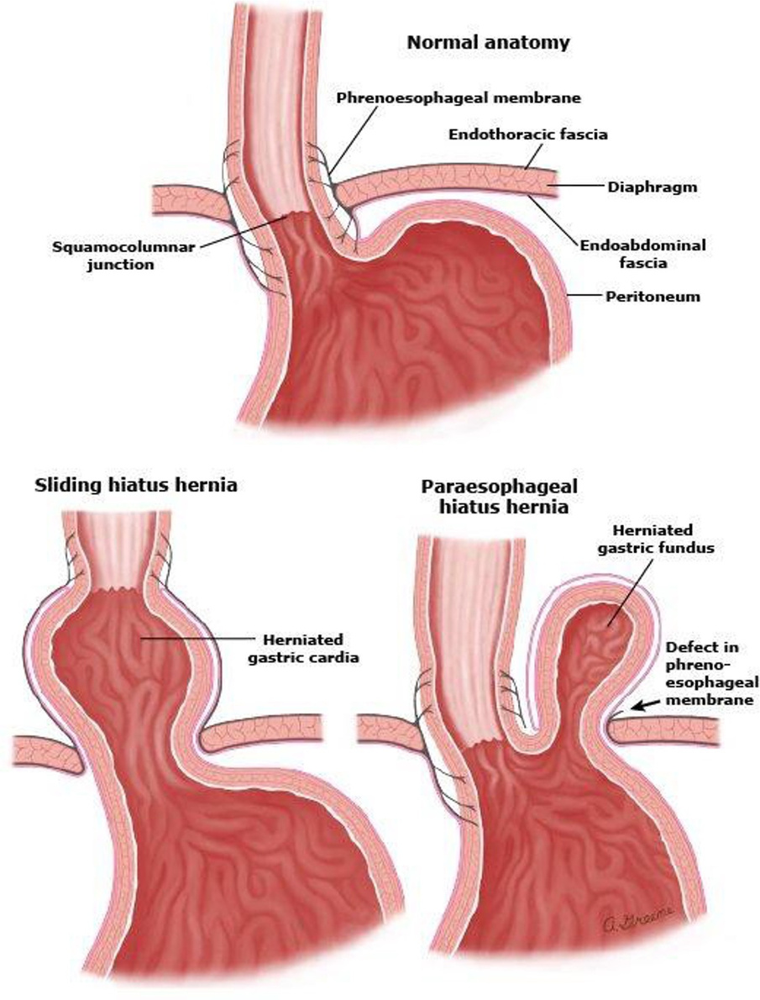 Normal anatomy
Phrenoesophageal membrane
Endothoracic fascia
Diaphragm
Squamocolumnar
junction
Endoabdominal
fascia
Peritoneum
Sliding hiatus hernia
Herniated
gastric cardia
Paraesophageal
hiatus hernia
Herniated
gastric fundus
Defect in
phreno-
esophageal
membrane
A. Greene